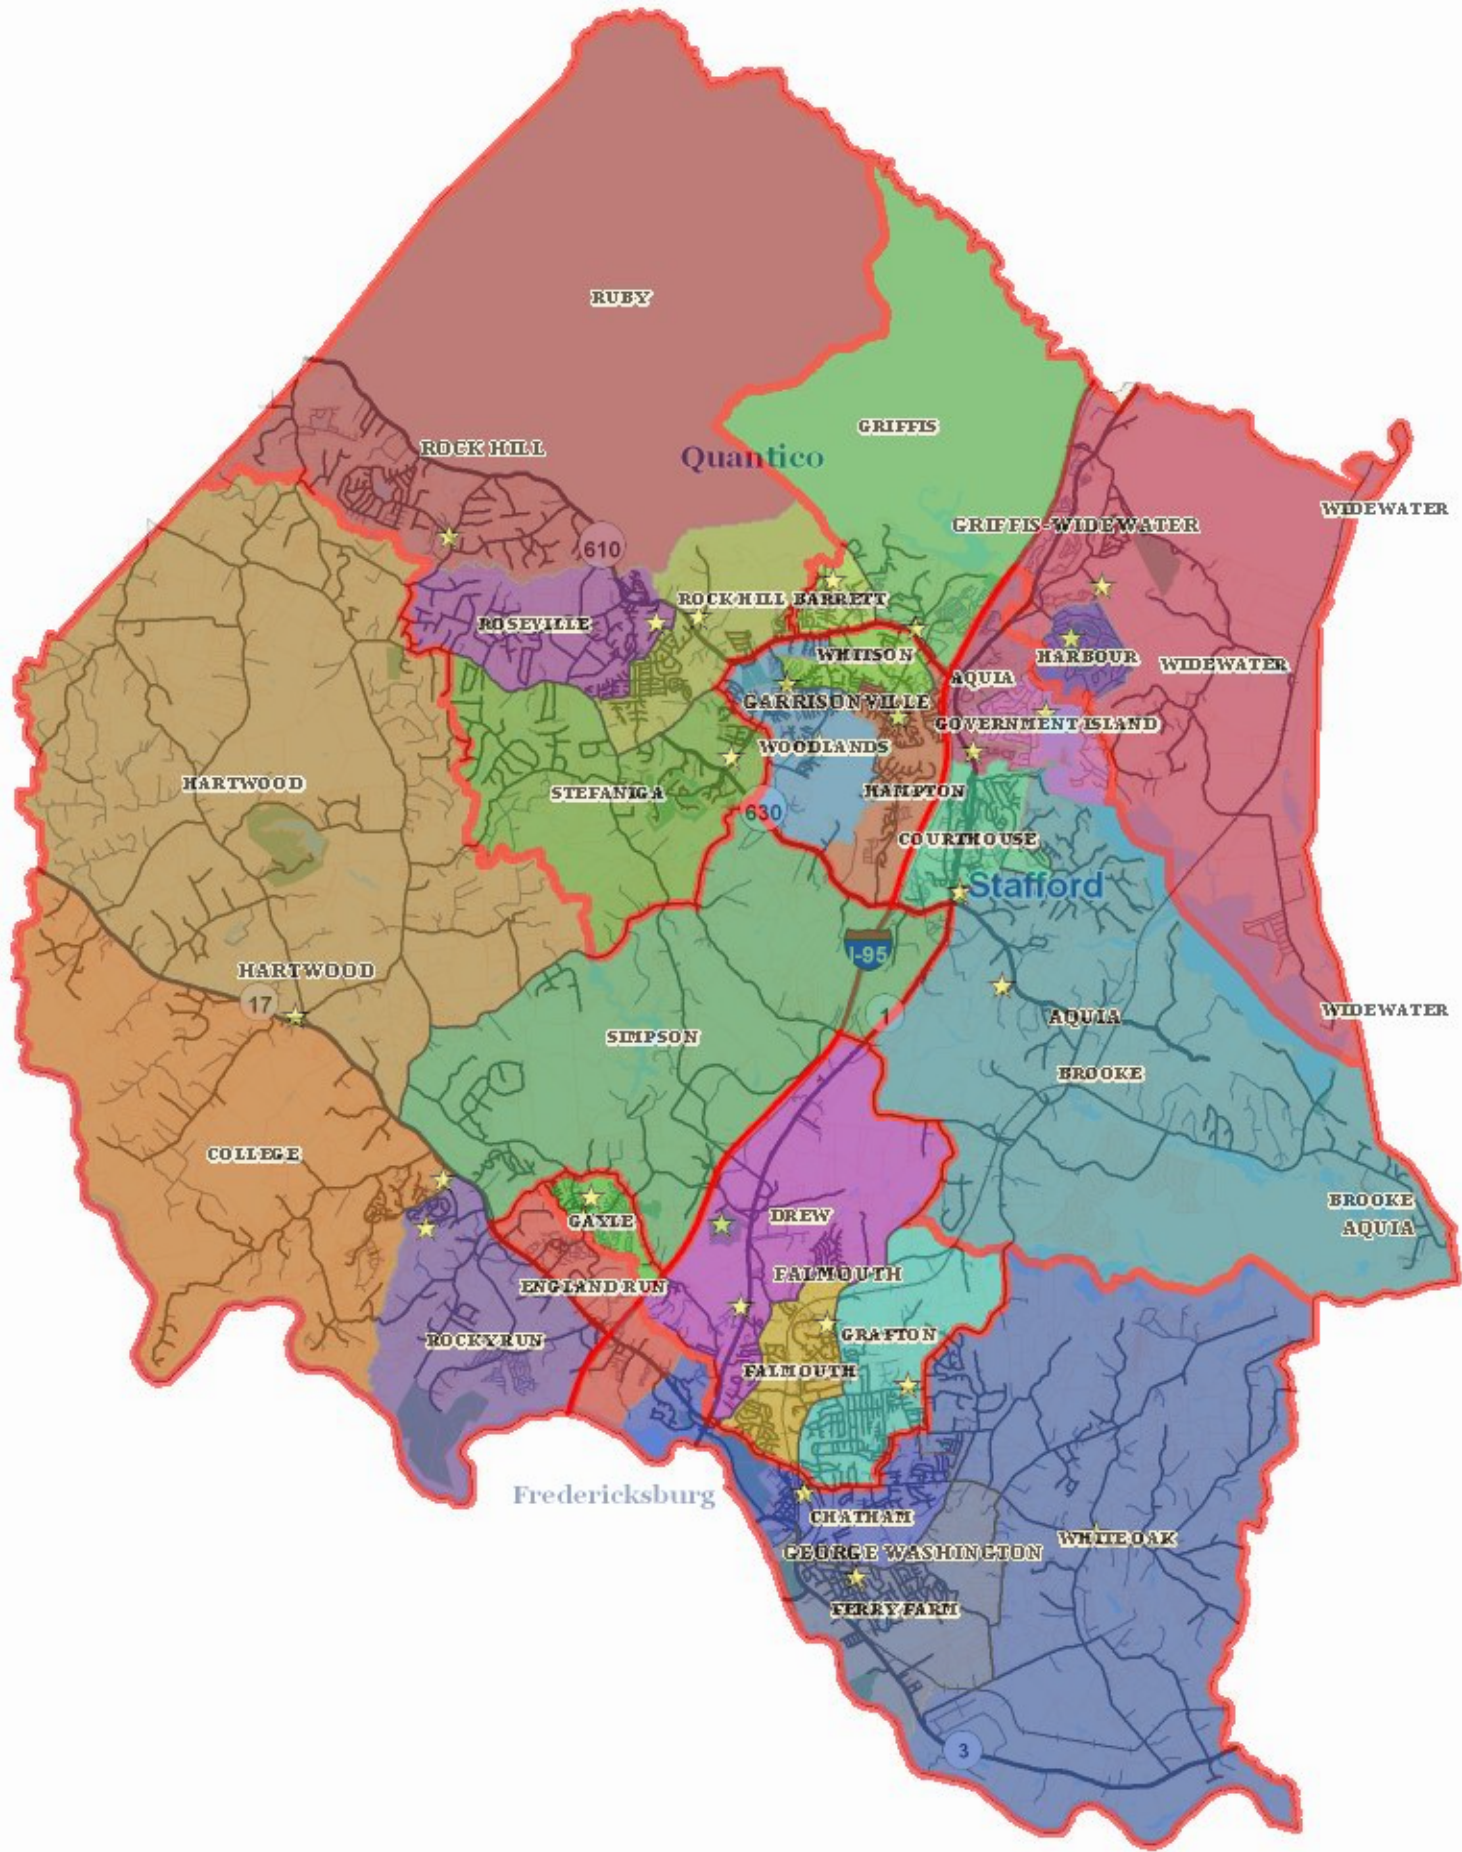 RUBY
GRIFFIS
ROCK HILL
Quantico
WIDEWATER
GRIFFIS-WIDEWATER
610
ROCK HILL
BARRETT
ROSEVILLE
WHITSON
HARBOUR
WIDEWATER
AQUIA
GARRISONVILLE
GOVERNMENT ISLAND
WOODLANDS
HARTWOOD
STEFANIGA
HAMPTON
630
COURTHOUSE
Stafford
I-95
HARTWOOD
17
1
WIDEWATER
AQUIA
SIMPSON
BROOKE
COLLEGE
BROOKE
AQUIA
GAYLE
DREW
FALMOUTH
ENGLAND RUN
GRAFTON
ROCKY RUN
FALMOUTH
Fredericksburg
CHATHAM
WHITE OAK
GEORGE WASHINGTON
FERRY FARM
3